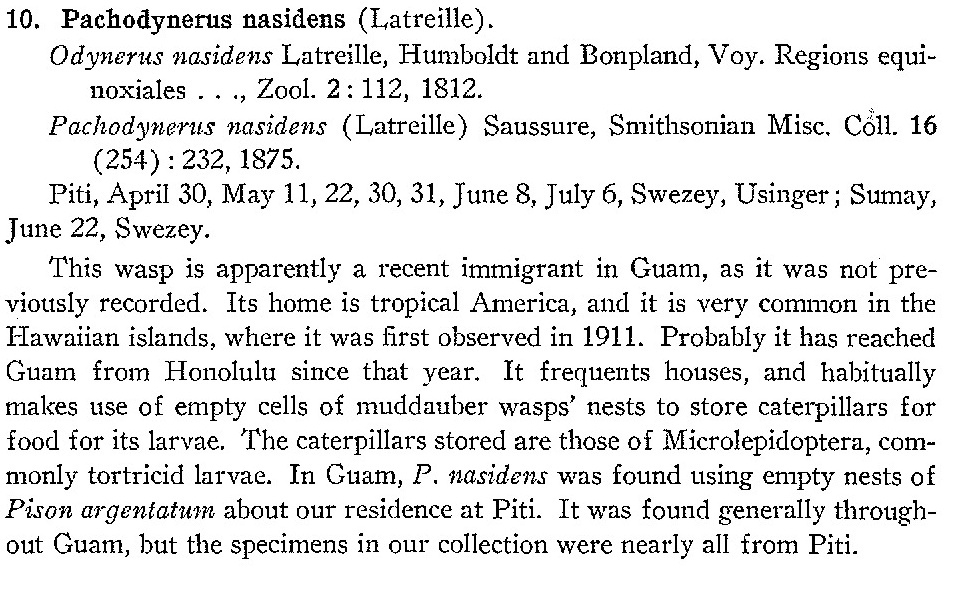 10. Pachodynerus nasidens (Latreille).
Odynerus nasidens Latreille, Humboldt and Bonpland, Voy. Regions equi-
noxiales . . ., Zool. 2: 112, 1812.
Pachodynerus nasidens (Latreille) Saussure, Smithsonian Misc. Coll. 16
(254) : 232, 1875.
Piti, April 30, May 11, 22, 30, 31, June 8, July 6, Swezey, Usinger; Sumay,
June 22, Swezey.
This wasp is apparently a recent immigrant in Guam, as it was not pre-
viously recorded. Its home is tropical America, and it is very common in the
Hawaiian islands, where it was first observed in 1911. Probably it has reached
Guam from Honolulu since that year. It frequents houses, and habitually
makes use of empty cells of muddauber wasps' nests to store caterpillars for
food for its larvae. The caterpillars stored are those of Microlepidoptera, com-
monly tortricid larvae. In Guam, P. nasidens was found using empty nests of
Pison argentatum about our residence at Piti. It was found generally through-
out Guam, but the specimens in our collection were nearly all from Piti.